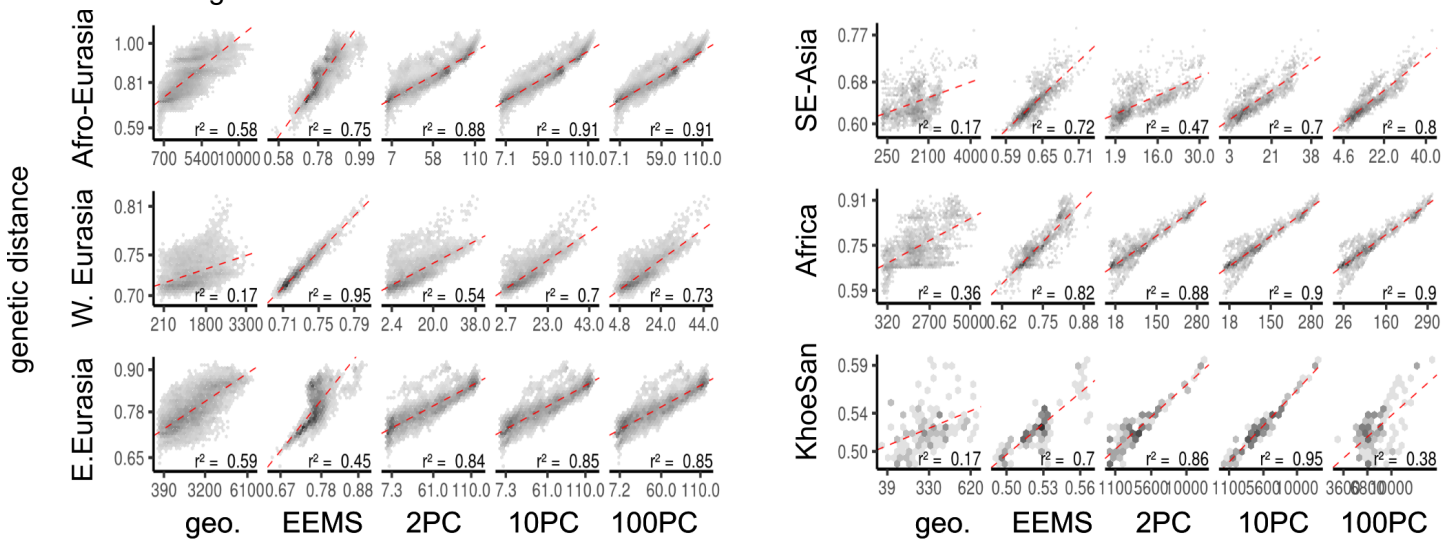 genetic distance
Afro-Eurasia
1.00
0.81
0.59
r² = 0.58
r² = 0.75
r² = 0.88
r² = 0.91
r² = 0.91
700 5400 10000 0.58 0.78 0.99 7 58 110 7.1 59.0 110.0 7.1 59.0 110.0
W. Eurasia
0.81
0.75
0.70
r² = 0.17
r² = 0.95
r² = 0.54
r² = 0.7
r² = 0.73
210 1800 3300 0.71 0.75 0.79 2.4 20.0 38.0 2.7 23.0 43.0 4.8 24.0 44.0
E.Eurasia
0.90
0.78
0.65
r² = 0.59
r² = 0.45
r² = 0.84
r² = 0.85
r² = 0.85
390 3200 6100 0.67 0.78 0.88 7.3 61.0 110.0 7.3 61.0 110.0 7.2 60.0 110.0
geo. EEMS 2PC 10PC 100PC
SE-Asia
0.77
0.68
0.60
r² = 0.17
r² = 0.72
r² = 0.47
r² = 0.7
r² = 0.8
250 2100 4000 0.59 0.65 0.71 1.9 16.0 30.0 3 21 38 4.6 22.0 40.0
Africa
0.91
0.75
0.59
r² = 0.36
r² = 0.82
r² = 0.88
r² = 0.9
r² = 0.9
320 2700 5000 0.62 0.75 0.88 18 150 280 18 150 280 26 160 290
KhoeSan
0.59
0.54
0.50
r² = 0.17
r² = 0.7
r² = 0.86
r² = 0.95
r² = 0.38
39 330 620 0.50 0.53 0.56 1100 5600 10000 1100 5600 10000 3600 6800 10000
geo. EEMS 2PC 10PC 100PC